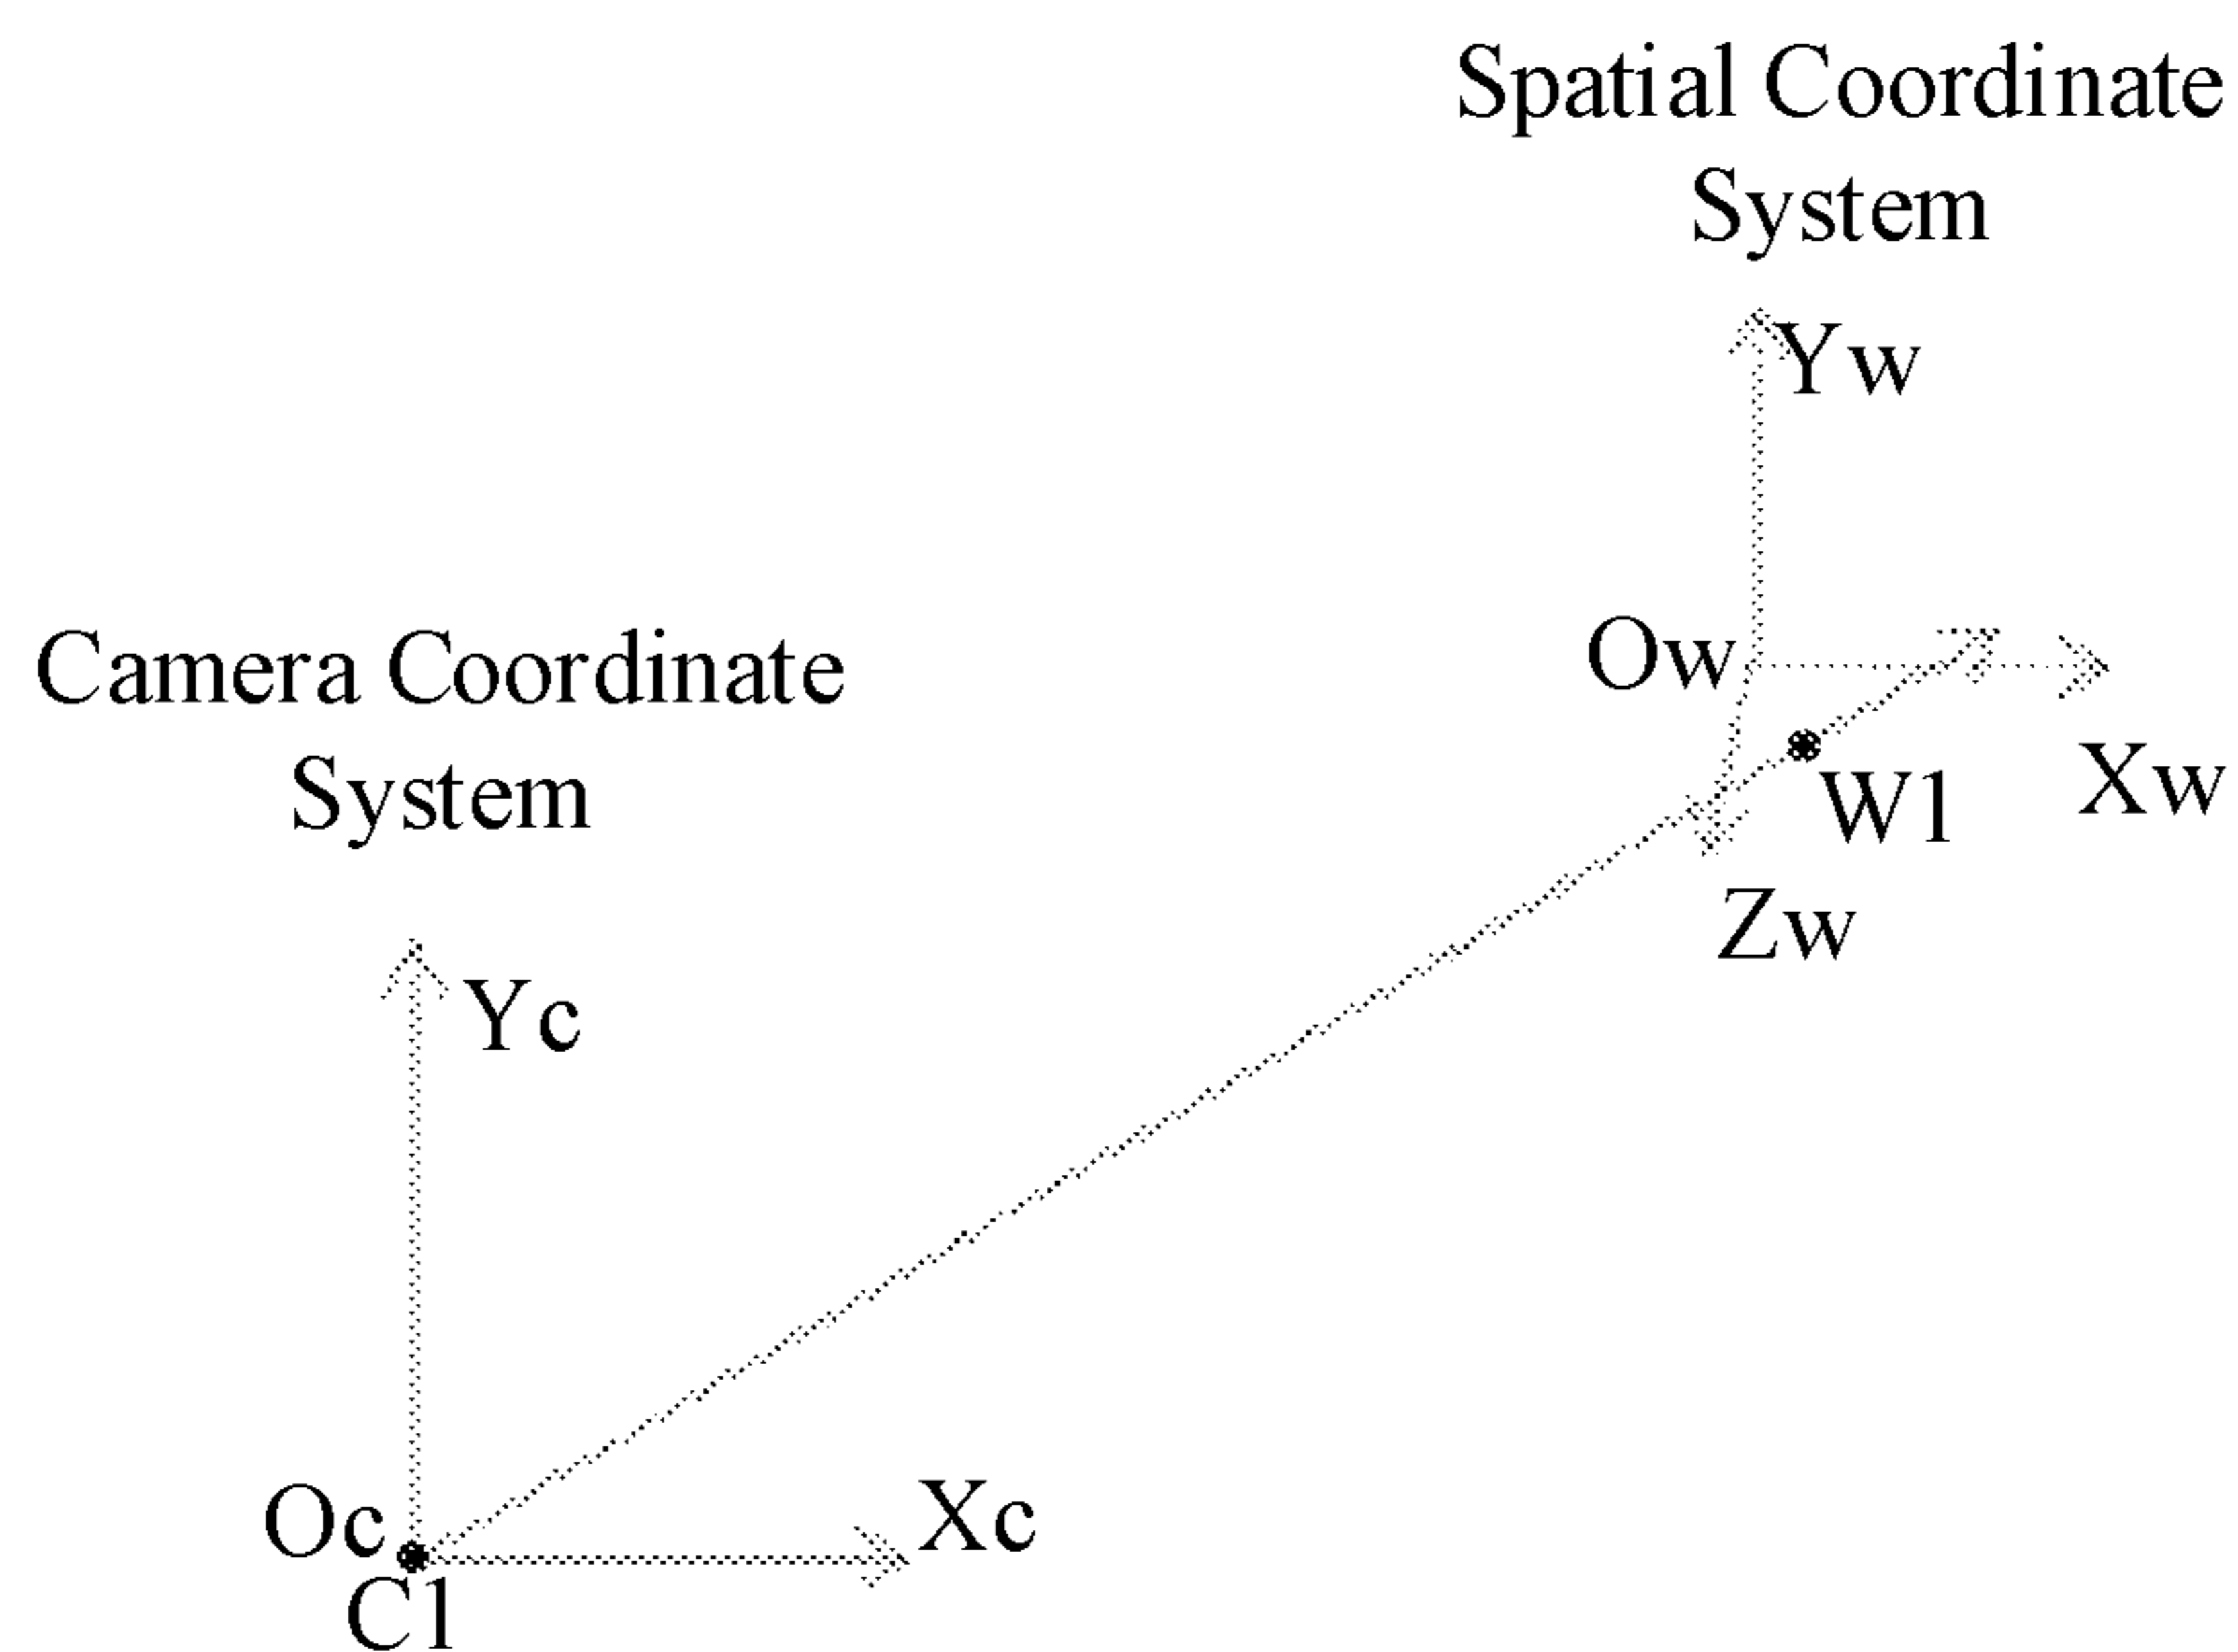 Spatial Coordinate
System
Yw
Ow
Xw
W1
Zw
Camera Coordinate
System
Yc
Oc
Xc
C1